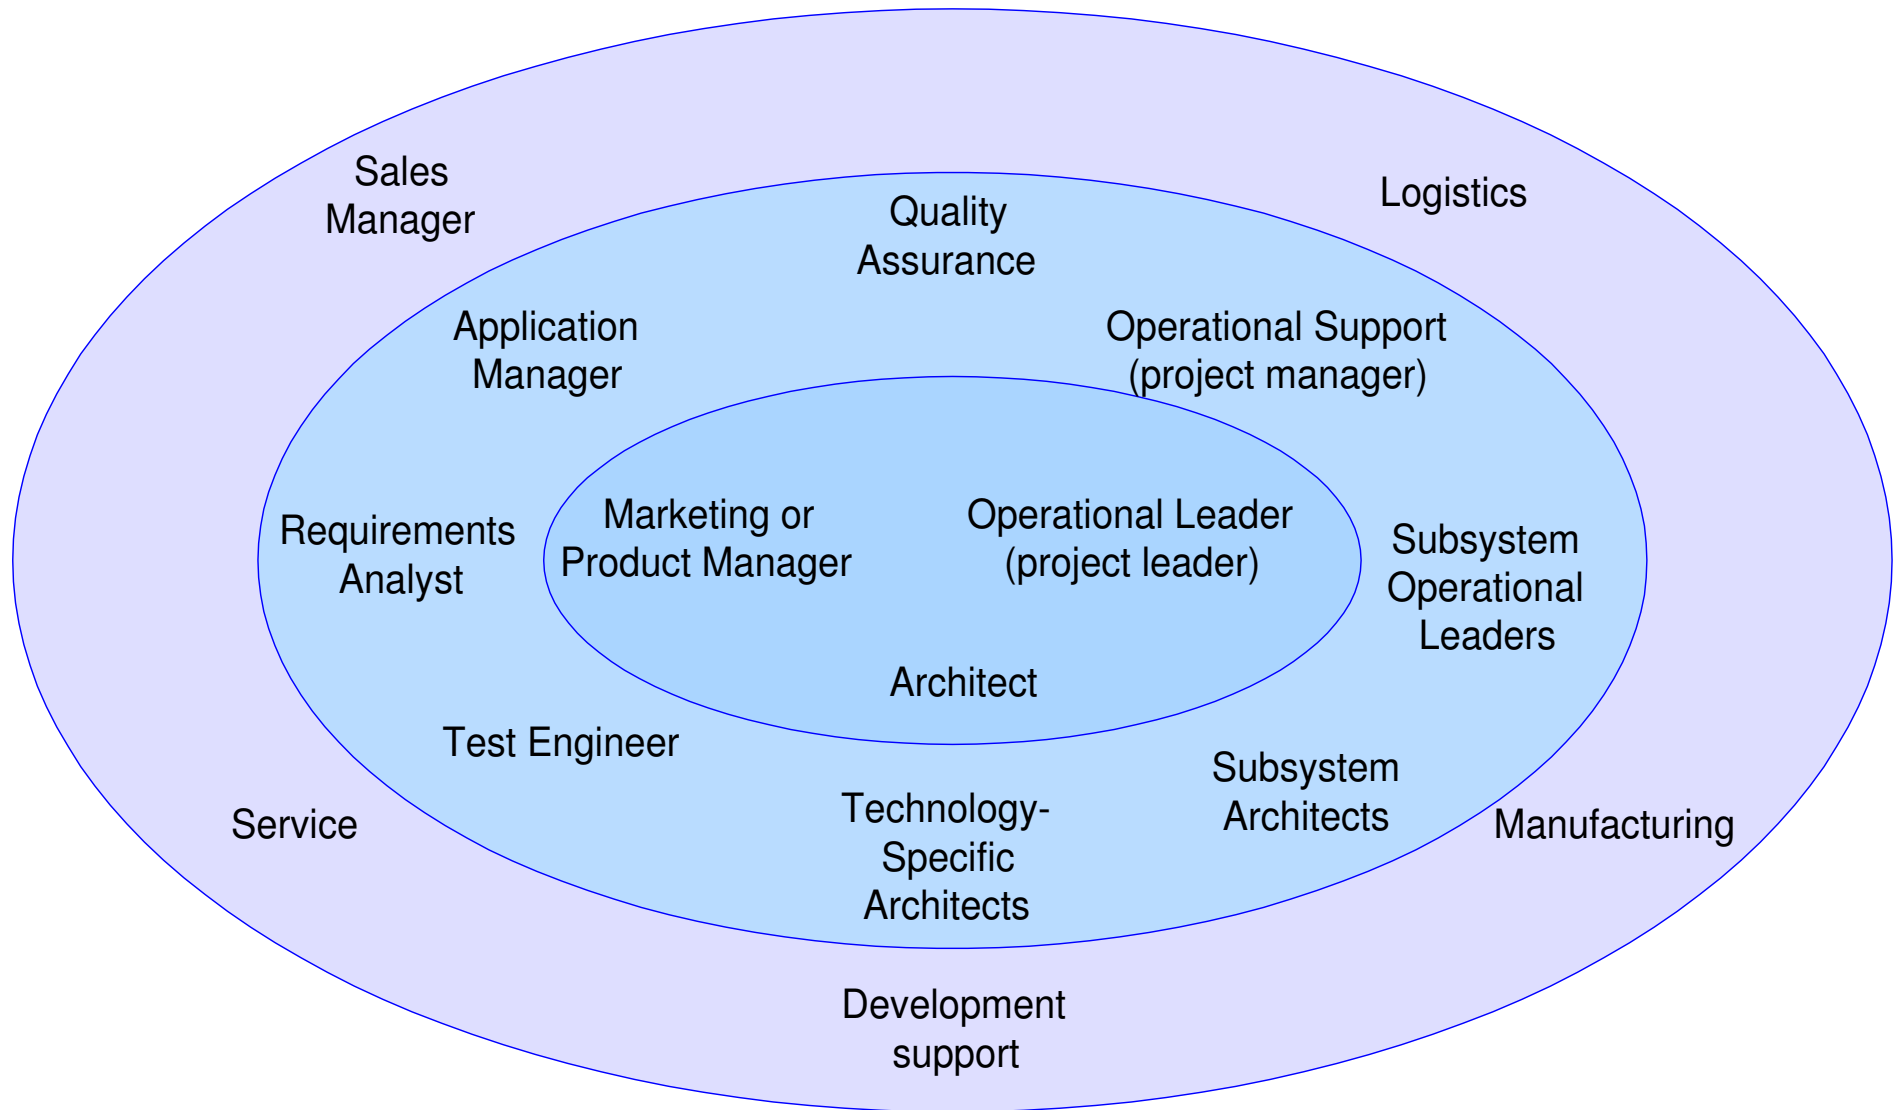 Sales
Manager
Logistics
Quality
Assurance
Application
Manager
Operational Support
(project manager)
Marketing or
Product Manager
Operational Leader
(project leader)
Requirements
Analyst
Subsystem
Operational
Leaders
Architect
Test Engineer
Subsystem
Architects
Technology-
Specific
Architects
Service
Manufacturing
Development
support